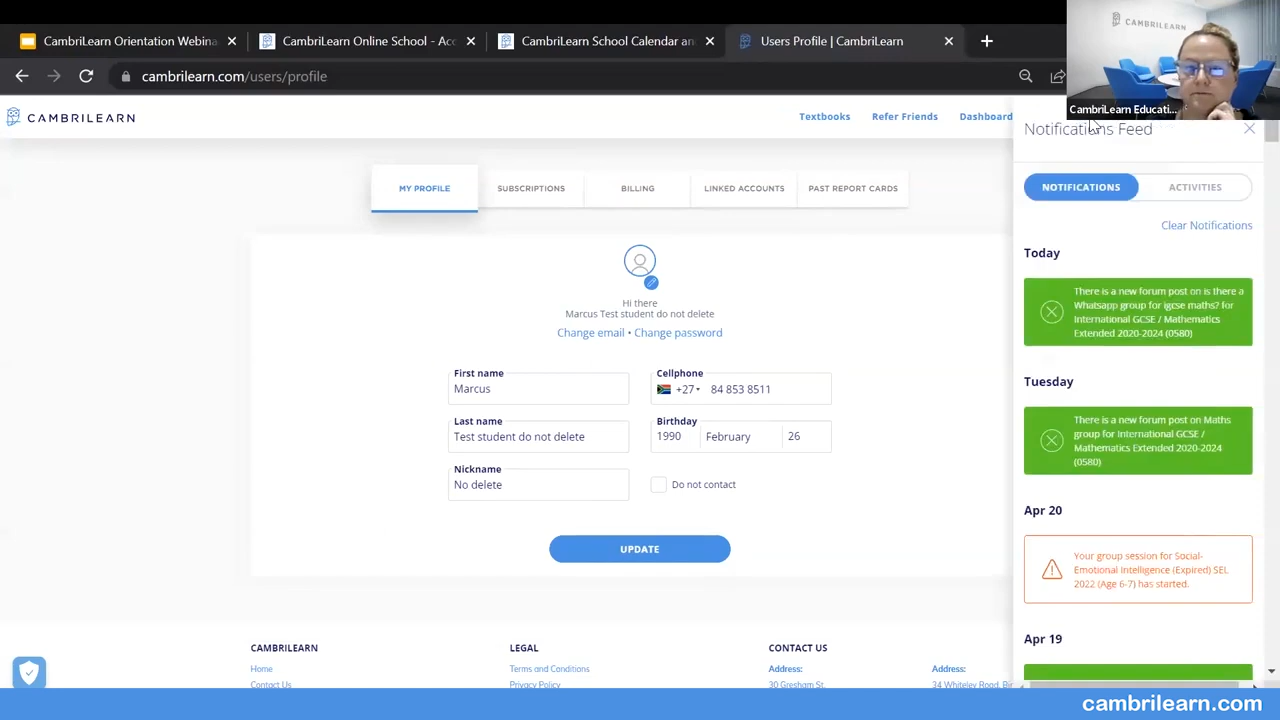 CambriLearn Orientation Webina
CambriLearn Online School - Acc
CambriLearn School Calendar an
Users Profile | CambriLearn
cambrilearn.com/users/profile
CAMBRILEARN
CambriLearn Educati...
CAMBRILEARN
Textbooks
Refer Friends
Dashboard
Notifications Feed
MY PROFILE
SUBSCRIPTIONS
BILLING
LINKED ACCOUNTS
PAST REPORT CARDS
NOTIFICATIONS
ACTIVITIES
Clear Notifications
Hi there
Marcus Test student do not delete
Change email • Change password
First name
Marcus
Cellphone
+27
84 853 8511
Last name
Test student do not delete
Birthday
1990
February
26
Nickname
No delete
Do not contact
UPDATE
Today
There is a new forum post on is there a
Whatsapp group for igcse maths? for
International GCSE / Mathematics
Extended 2020-2024 (0580)
Tuesday
There is a new forum post on Maths
group for International GCSE /
Mathematics Extended 2020-2024
(0580)
Apr 20
Your group session for Social-
Emotional Intelligence (Expired) SEL
2022 (Age 6-7) has started.
Apr 19
CAMBRILEARN
Home
Contact Us
LEGAL
Terms and Conditions
Privacy Policy
CONTACT US
Address:
30 Gresham St,
Address:
34 Whiteley Road, Bir
cambrilearn.com